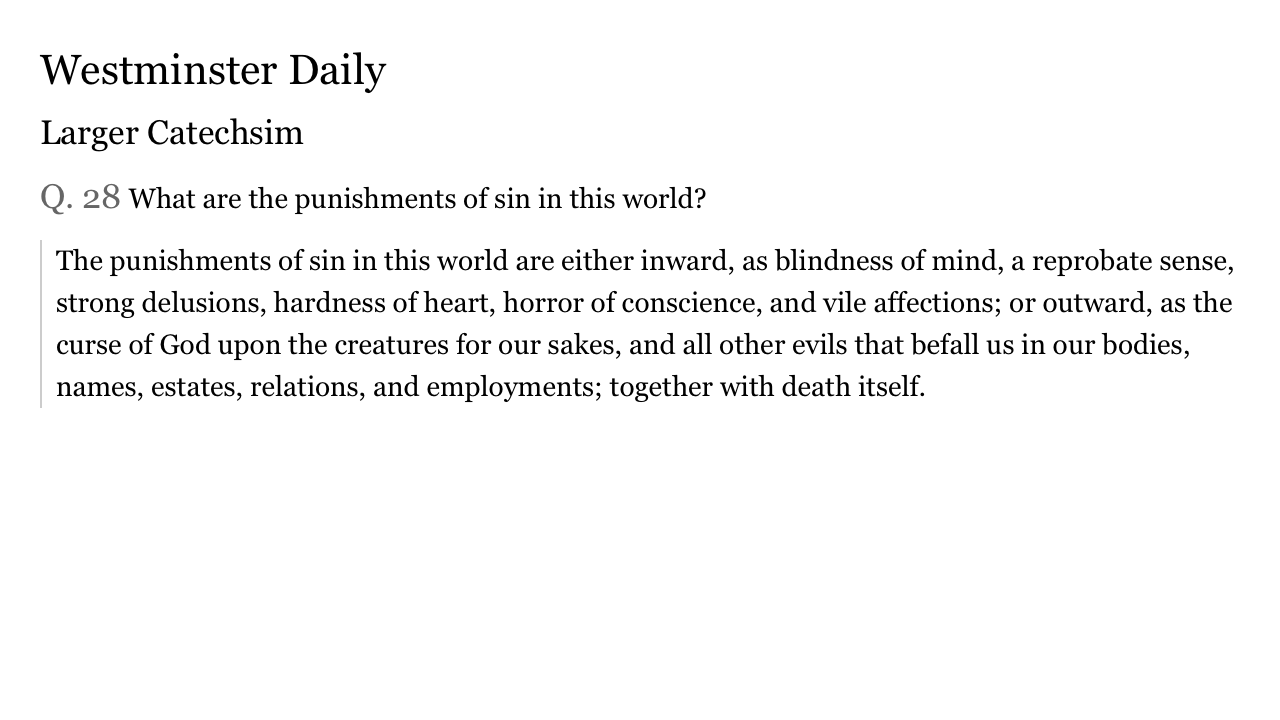 Westminster Daily
Larger Catechsim
Q. 28 What are the punishments of sin in this world?
The punishments of sin in this world are either inward, as blindness of mind, a reprobate sense,
strong delusions, hardness of heart, horror of conscience, and vile affections; or outward, as the
curse of God upon the creatures for our sakes, and all other evils that befall us in our bodies,
names, estates, relations, and employments; together with death itself.